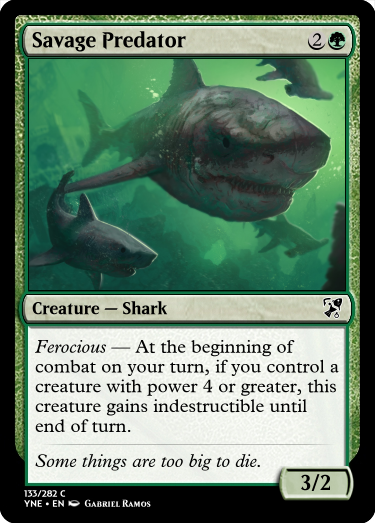 Savage Predator 2
Creature — Shark
Ferocious — At the beginning of
combat on your turn, if you control a
creature with power 4 or greater, this
creature gains indestructible until
end of turn.
Some things are too big to die.
3/2
133/282 C
YNE • EN Gabriel Ramos